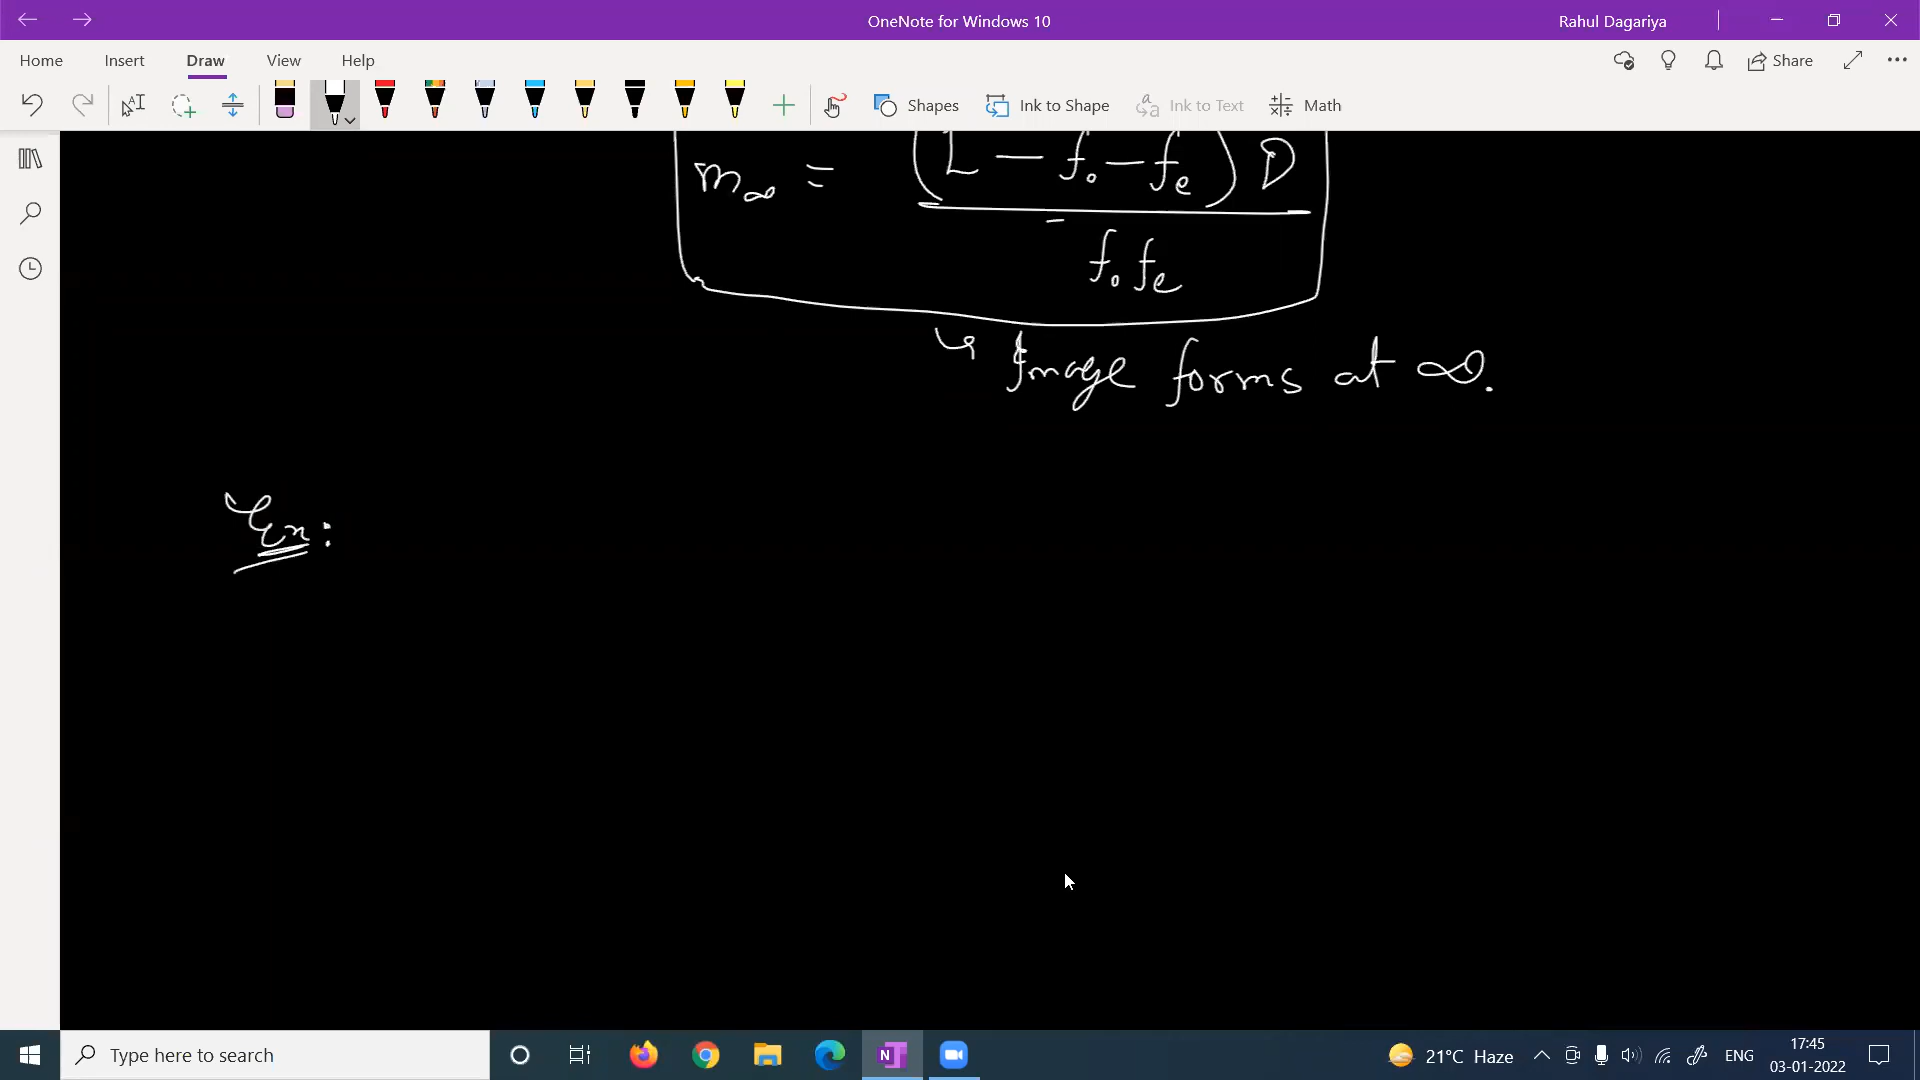 OneNote for Windows 10
Rahul Dagariya
Home Insert Draw View Help
Share
Shapes Ink to Shape Ink to Text Math
m∞ = (L - f₀ - fₑ) D
f₀ fₑ
↳ Image forms at ∞.
Ex:
Type here to search
21°C Haze
ENG
17:45
03-01-2022